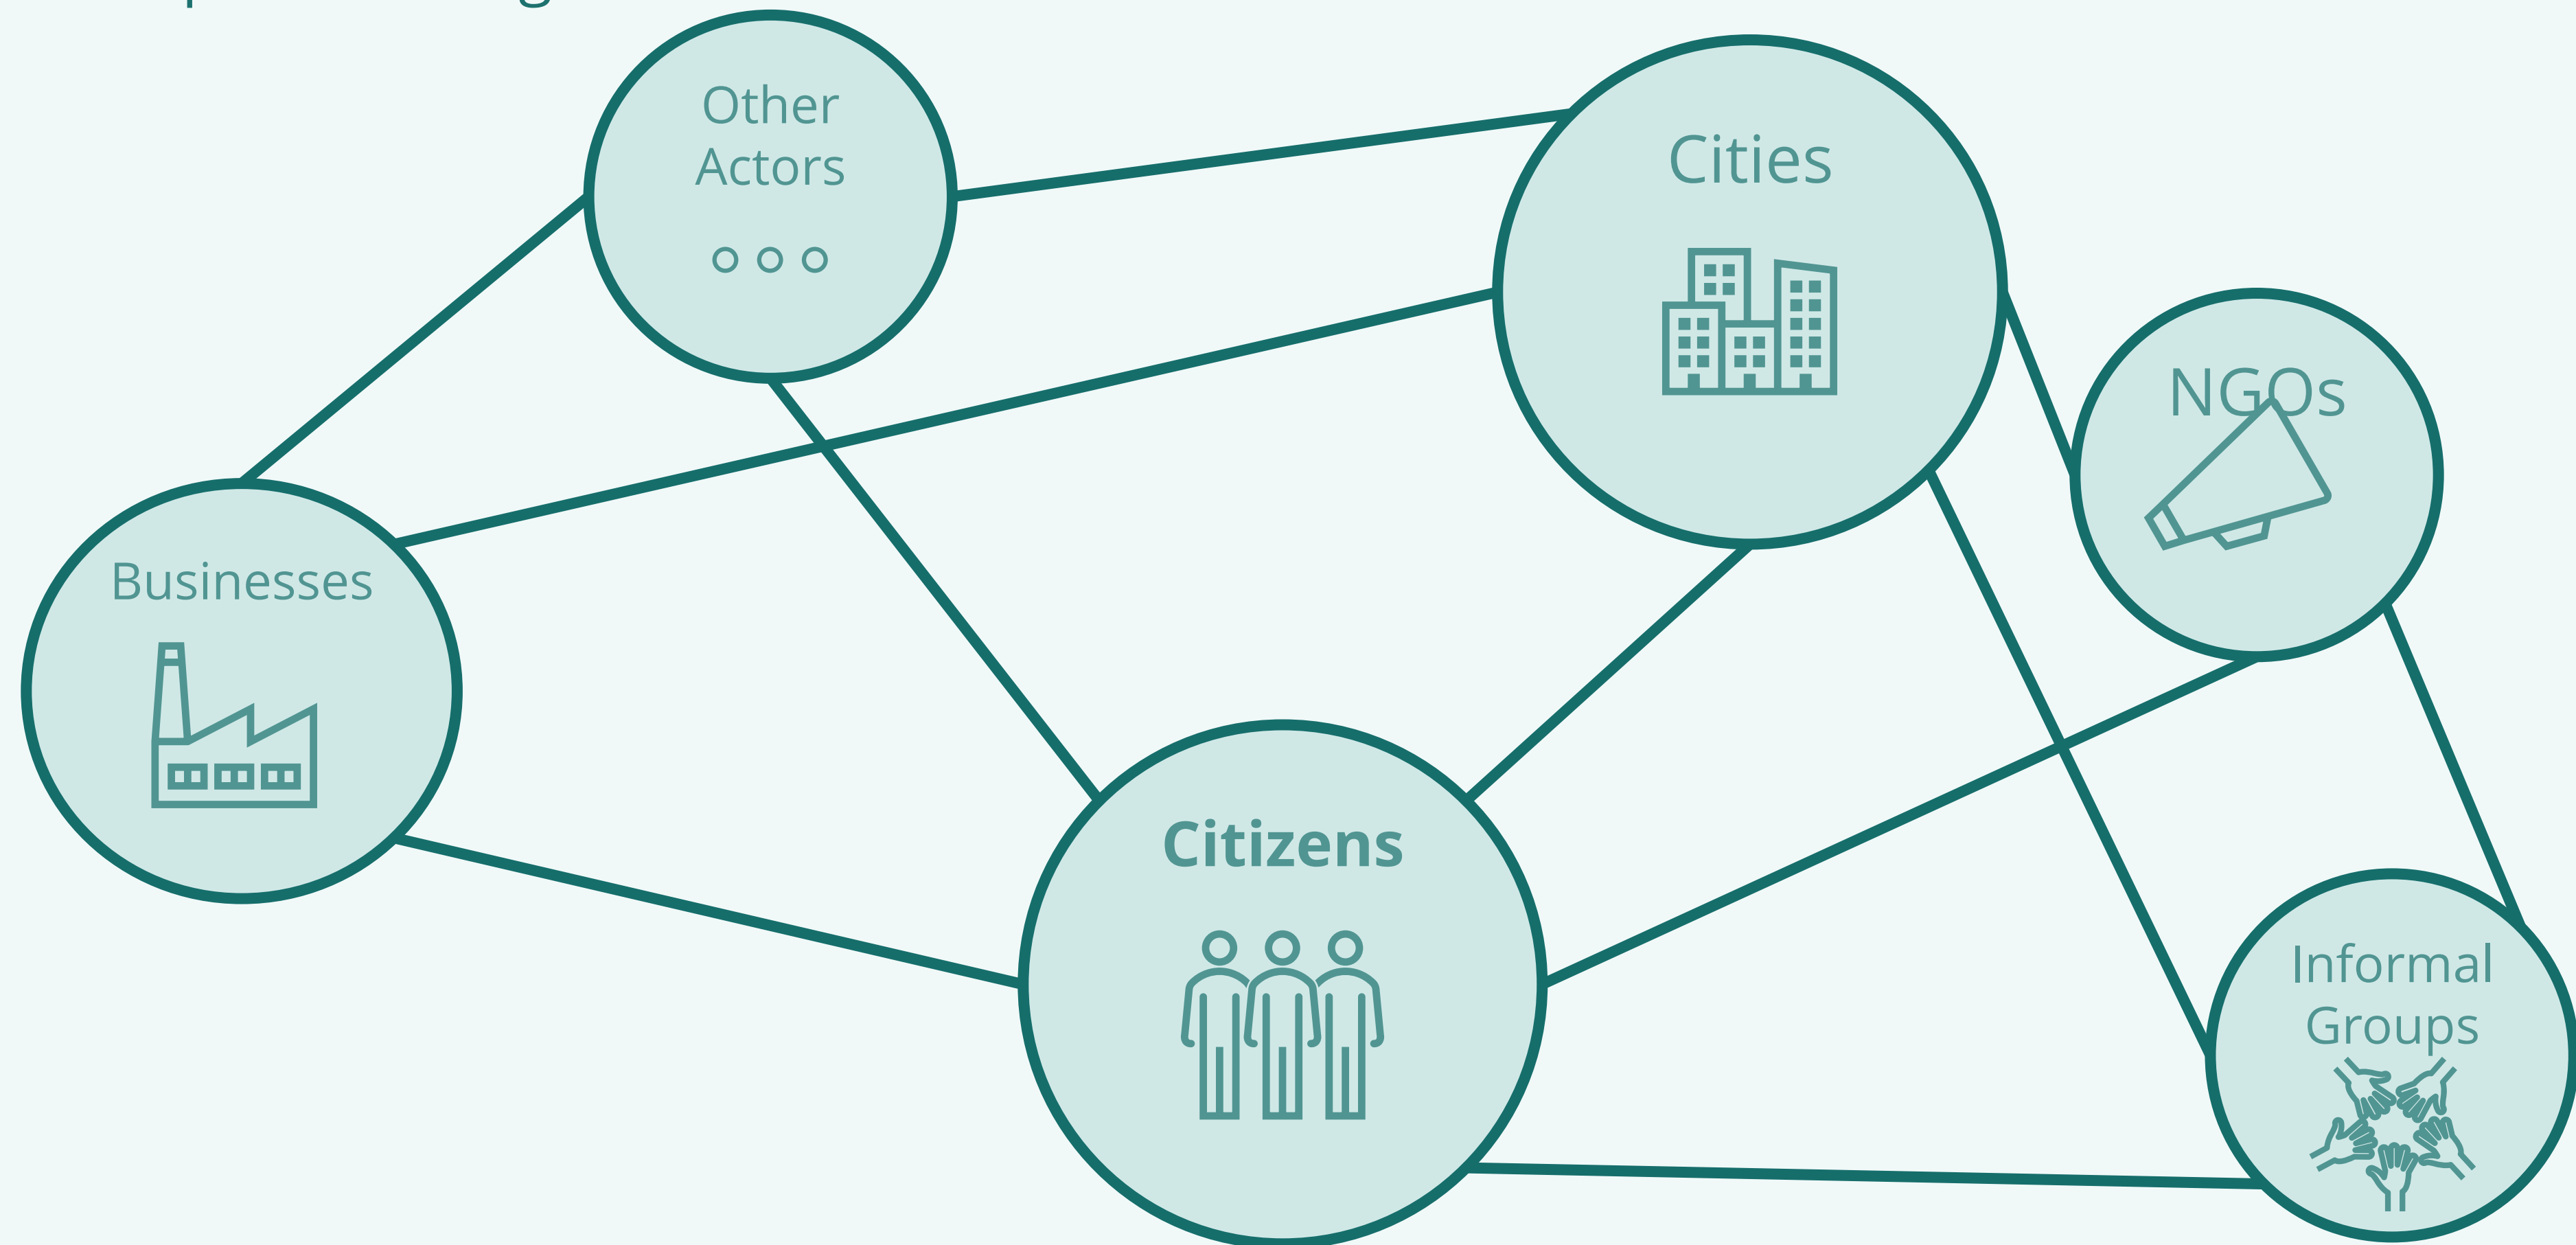 Other
Actors
Cities
NGOs
Businesses
Citizens
Informal
Groups